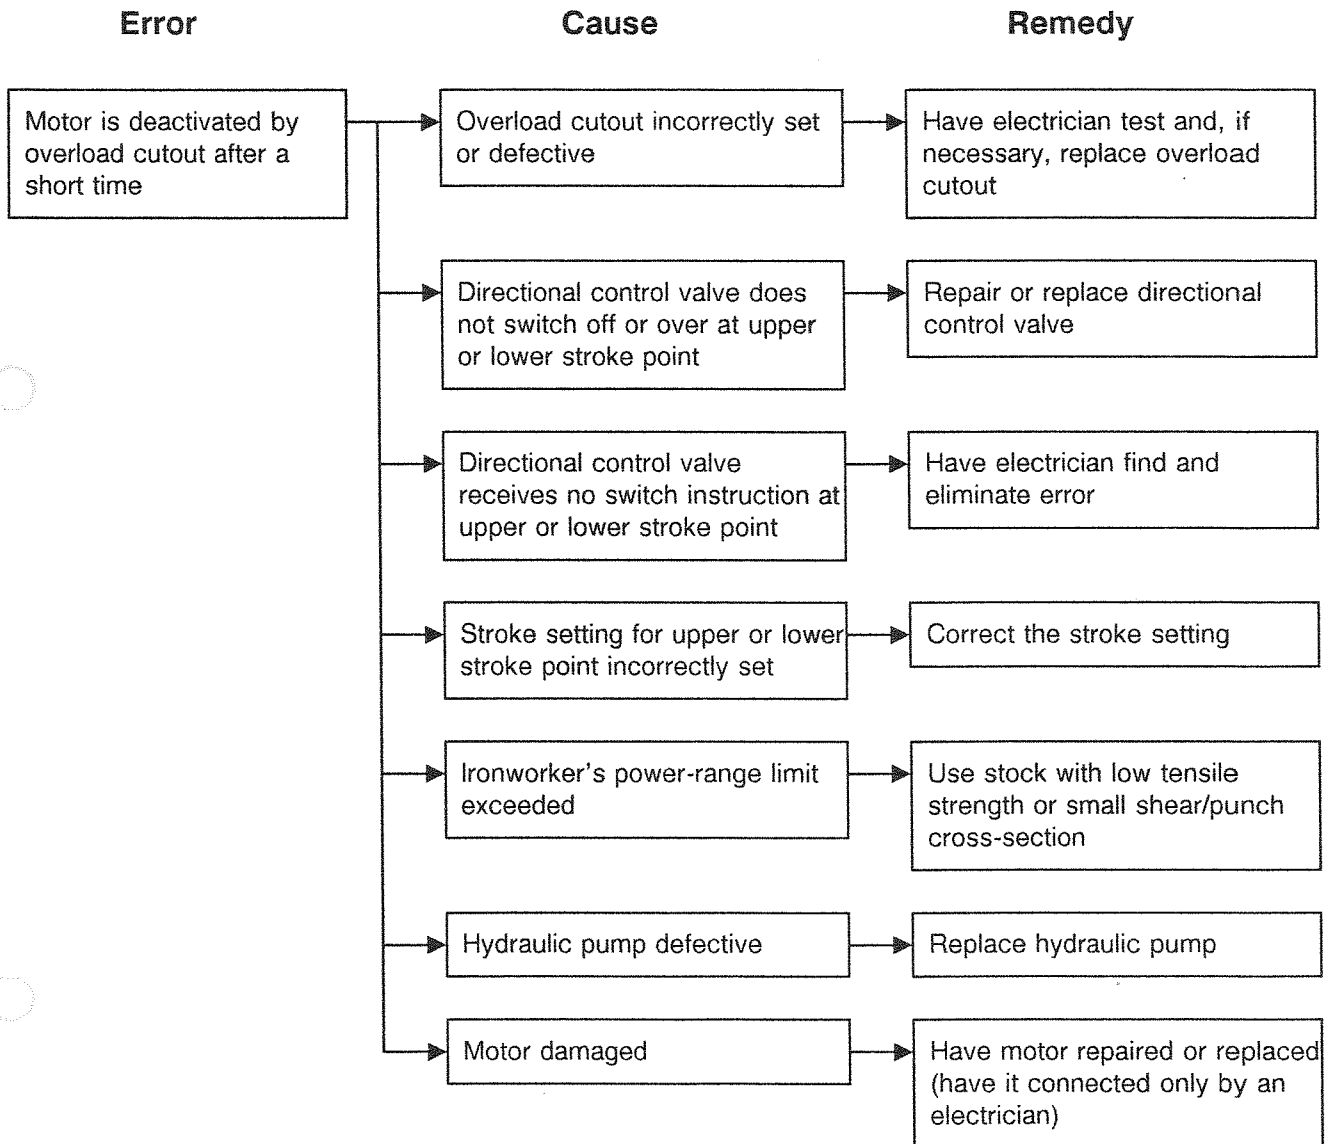 Error
Cause
Remedy
Motor is deactivated by
overload cutout after a
short time
Overload cutout incorrectly set
or defective
Have electrician test and, if
necessary, replace overload
cutout
Directional control valve does
not switch off or over at upper
or lower stroke point
Repair or replace directional
control valve
Directional control valve
receives no switch instruction at
upper or lower stroke point
Have electrician find and
eliminate error
Stroke setting for upper or lower
stroke point incorrectly set
Correct the stroke setting
Ironworker's power-range limit
exceeded
Use stock with low tensile
strength or small shear/punch
cross-section
Hydraulic pump defective
Replace hydraulic pump
Motor damaged
Have motor repaired or replaced
(have it connected only by an
electrician)